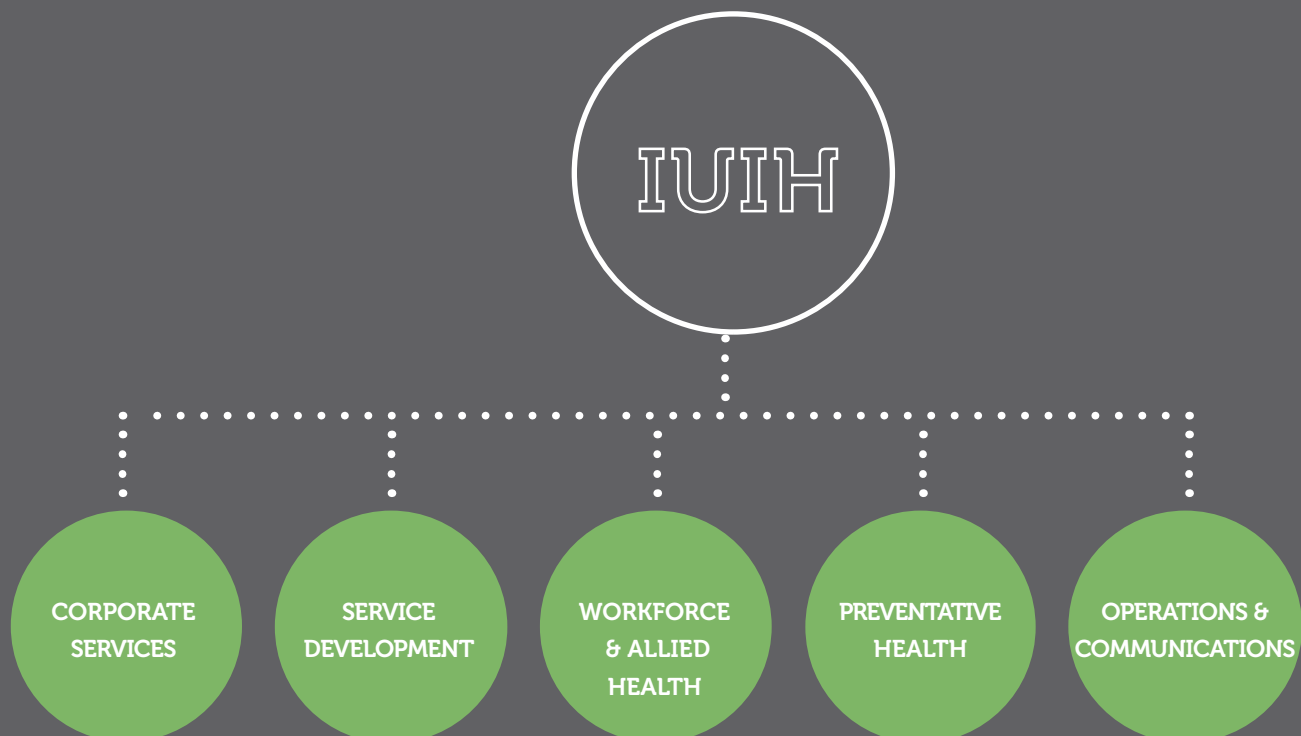 IUIH
CORPORATE
SERVICES
SERVICE
DEVELOPMENT
WORKFORCE
& ALLIED
HEALTH
PREVENTATIVE
HEALTH
OPERATIONS &
COMMUNICATIONS